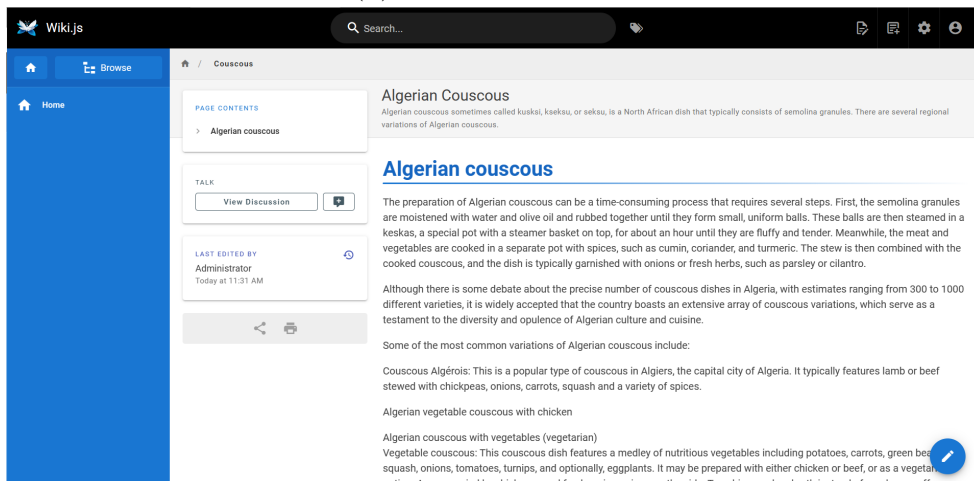 Wiki.js
Search...
Browse
Home
/ Couscous
PAGE CONTENTS
Algerian couscous
TALK
View Discussion
LAST EDITED BY
Administrator
Today at 11:31 AM
Algerian Couscous
Algerian couscous sometimes called kusksi, kseksu, or seksu, is a North African dish that typically consists of semolina granules. There are several regional
variations of Algerian couscous.
Algerian couscous
The preparation of Algerian couscous can be a time-consuming process that requires several steps. First, the semolina granules
are moistened with water and olive oil and rubbed together until they form small, uniform balls. These balls are then steamed in a
keskas, a special pot with a steamer basket on top, for about an hour until they are fluffy and tender. Meanwhile, the meat and
vegetables are cooked in a separate pot with spices, such as cumin, coriander, and turmeric. The stew is then combined with the
cooked couscous, and the dish is typically garnished with onions or fresh herbs, such as parsley or cilantro.
Although there is some debate about the precise number of couscous dishes in Algeria, with estimates ranging from 300 to 1000
different varieties, it is widely accepted that the country boasts an extensive array of couscous variations, which serve as a
testament to the diversity and opulence of Algerian culture and cuisine.
Some of the most common variations of Algerian couscous include:
Couscous Algérois: This is a popular type of couscous in Algiers, the capital city of Algeria. It typically features lamb or beef
stewed with chickpeas, onions, carrots, squash and a variety of spices.
Algerian vegetable couscous with chicken
Algerian couscous with vegetables (vegetarian)
Vegetable couscous: This couscous dish features a medley of nutritious vegetables including potatoes, carrots, green
squash, onions, tomatoes, turnips, and optionally, eggplants. It may be prepared with either chicken or beef, or as a